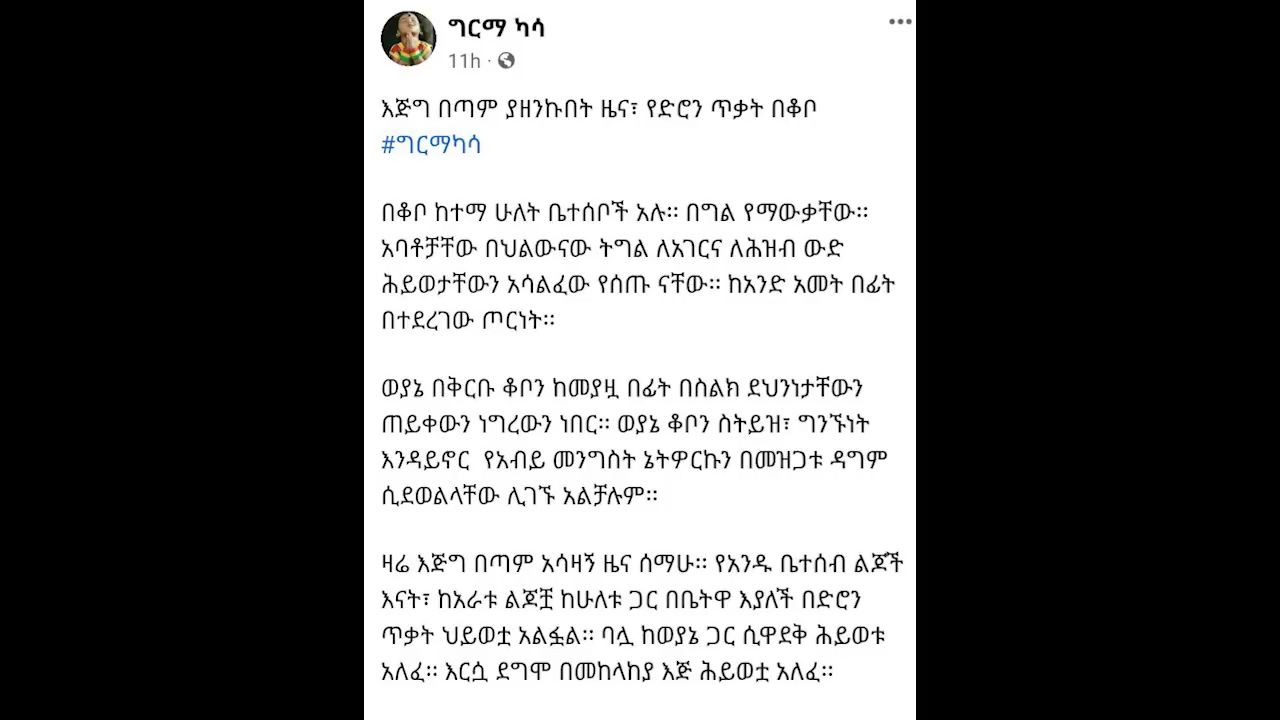 ግርማ ካሳ
11h ·
እጅግ በጣም ያዘንኩበት ዜና፣ የድሮን ጥቃት በቆቦ
#ግርማካሳ
በቆቦ ከተማ ሁለት ቤተሰቦች አሉ። በግል የማውቃቸው።
አባቶቻቸው በህልውናው ትግል ለአገርና ለሕዝብ ውድ
ሕይወታቸውን አሳልፈው የሰጡ ናቸው። ከአንድ አመት በፊት
በተደረገው ጦርነት።
ወያኔ በቅርቡ ቆቦን ከመያዟ በፊት በስልክ ደህንነታቸውን
ጠይቀውን ነግረውን ነበር። ወያኔ ቆቦን ስትይዝ፣ ግንኙነት
እንዳይኖር  የአብይ መንግስት ኔትዎርኩን በመዝጋቱ ዳግም
ሲደወልላቸው ሊገኙ አልቻሉም።
ዛሬ እጅግ በጣም አሳዛኝ ዜና ሰማሁ። የአንዱ ቤተሰብ ልጆች
እናት፣ ከአራቱ ልጆቿ ከሁለቱ ጋር በቤትዋ እያለች በድሮን
ጥቃት ህይወቷ አልፏል። ባሏ ከወያኔ ጋር ሲዋደቅ ሕይወቱ
አለፈ። እርሷ ደግሞ በመከላከያ እጅ ሕይወቷ አለፈ።